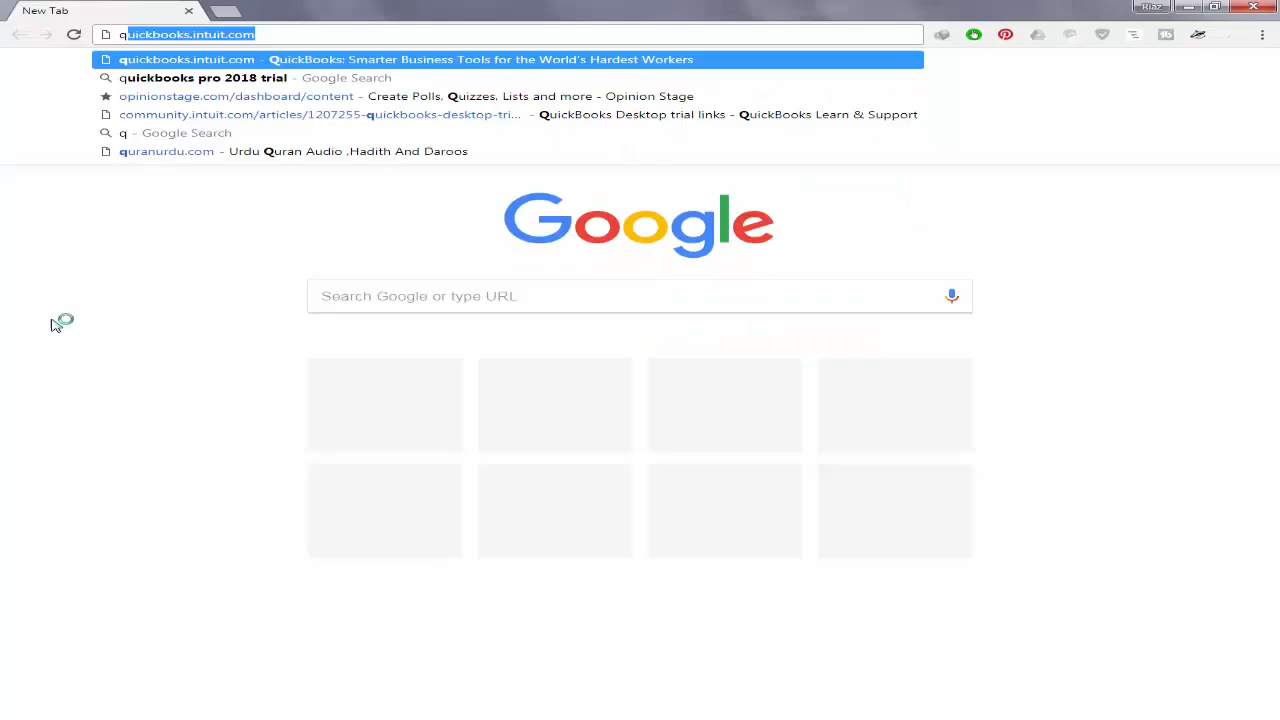 New Tab
Riaz
quickbooks.intuit.com
quickbooks.intuit.com - QuickBooks: Smarter Business Tools for the World's Hardest Workers
quickbooks pro 2018 trial - Google Search
opinionstage.com/dashboard/content - Create Polls, Quizzes, Lists and more - Opinion Stage
community.intuit.com/articles/1207255-quickbooks-desktop-tri... - QuickBooks Desktop trial links - QuickBooks Learn & Support
q - Google Search
quranurdu.com - Urdu Quran Audio ,Hadith And Daroos
Google
Search Google or type URL